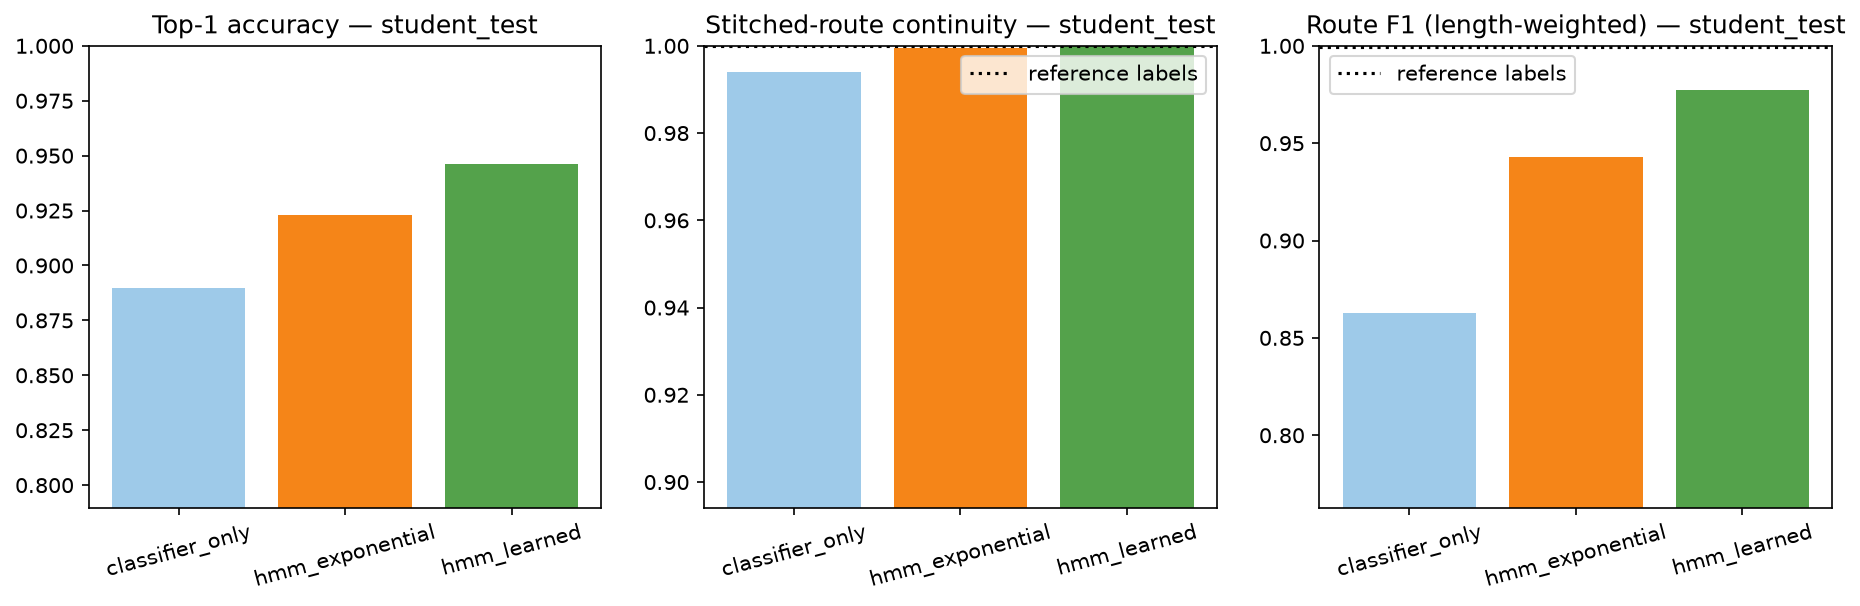 Top-1 accuracy — student_test
1.000
0.975
0.950
0.925
0.900
0.875
0.850
0.825
0.800
classifier_only
hmm_exponential
hmm_learned
Stitched-route continuity — student_test
reference labels
1.00
0.98
0.96
0.94
0.92
0.90
classifier_only
hmm_exponential
hmm_learned
Route F1 (length-weighted) — student_test
reference labels
1.00
0.95
0.90
0.85
0.80
classifier_only
hmm_exponential
hmm_learned